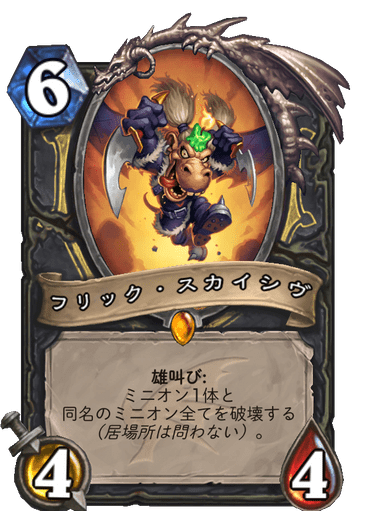 6
フリック・スカイシヴ
雄叫び:
ミニオン1体と
同名のミニオン全てを破壊する
（居場所は問わない）。
4
4